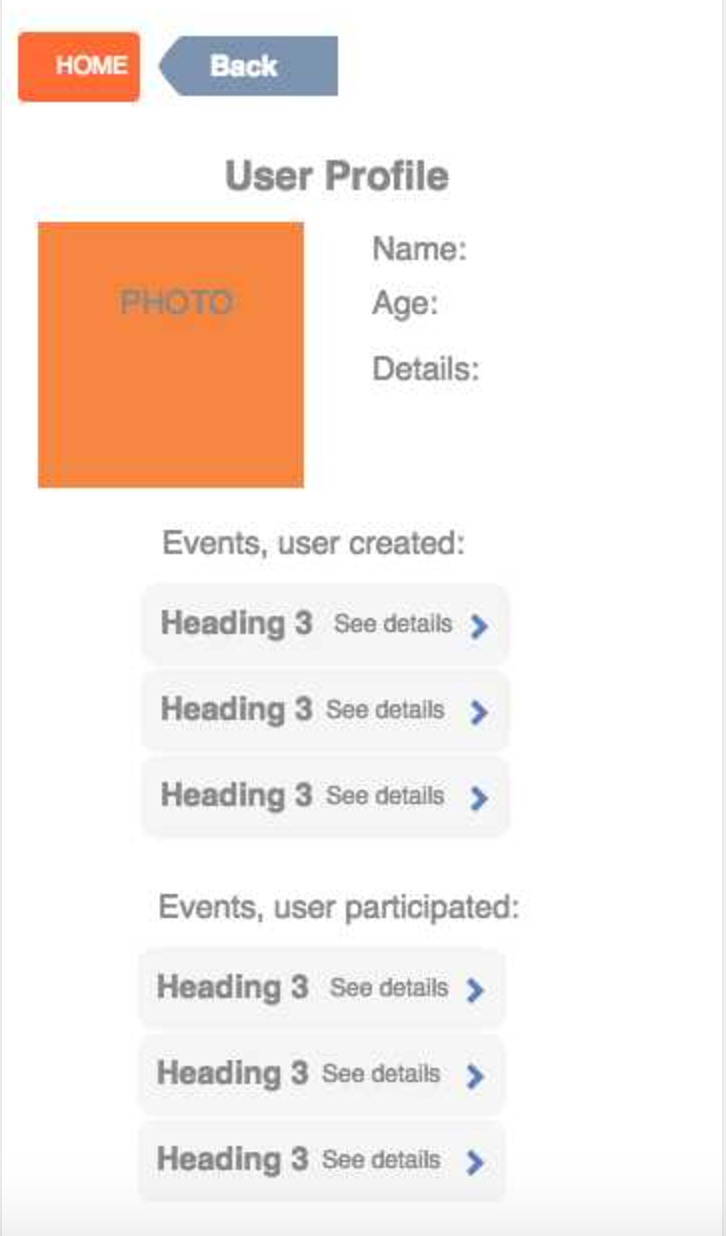 HOME Back
User Profile
PHOTO
Name:
Age:
Details:
Events, user created:
Heading 3 See details
Heading 3 See details
Heading 3 See details
Events, user participated:
Heading 3 See details
Heading 3 See details
Heading 3 See details